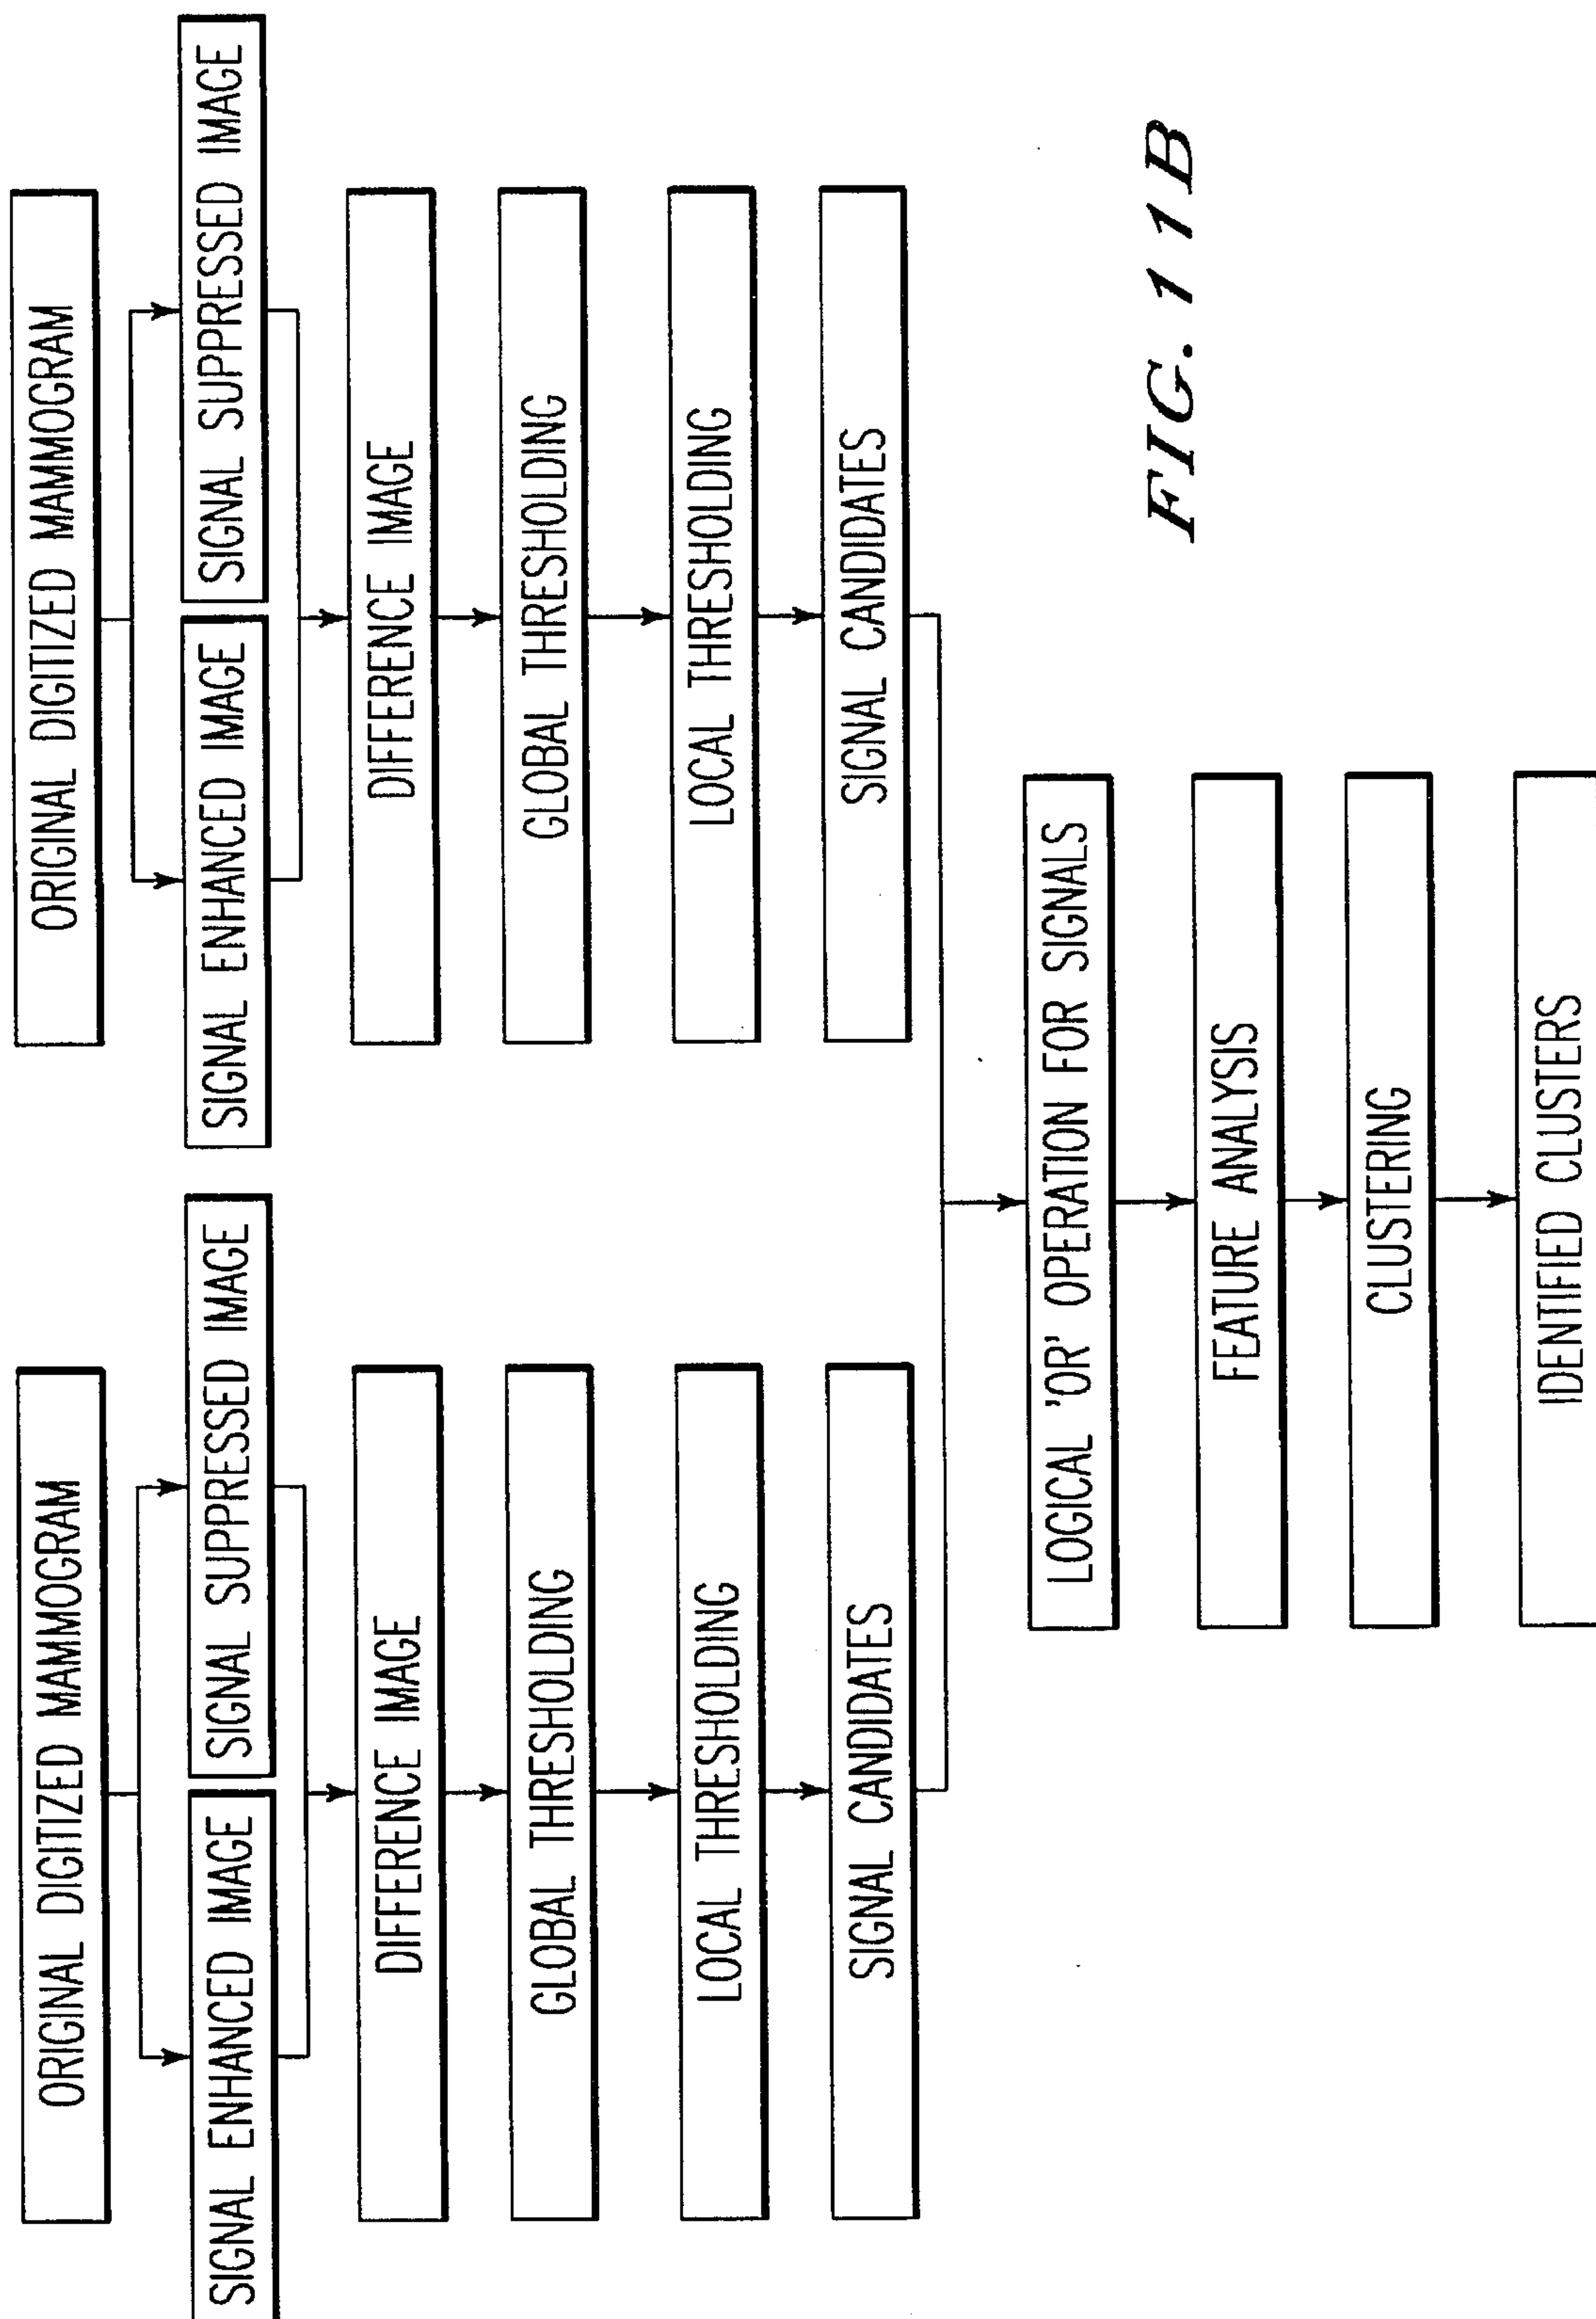 ORIGINAL DIGITIZED MAMMOGRAM
SIGNAL ENHANCED IMAGE
SIGNAL SUPPRESSED IMAGE
DIFFERENCE IMAGE
GLOBAL THRESHOLDING
LOCAL THRESHOLDING
SIGNAL CANDIDATES
ORIGINAL DIGITIZED MAMMOGRAM
SIGNAL ENHANCED IMAGE
SIGNAL SUPPRESSED IMAGE
DIFFERENCE IMAGE
GLOBAL THRESHOLDING
LOCAL THRESHOLDING
SIGNAL CANDIDATES
LOGICAL 'OR' OPERATION FOR SIGNALS
FEATURE ANALYSIS
CLUSTERING
IDENTIFIED CLUSTERS
FIG. 11B